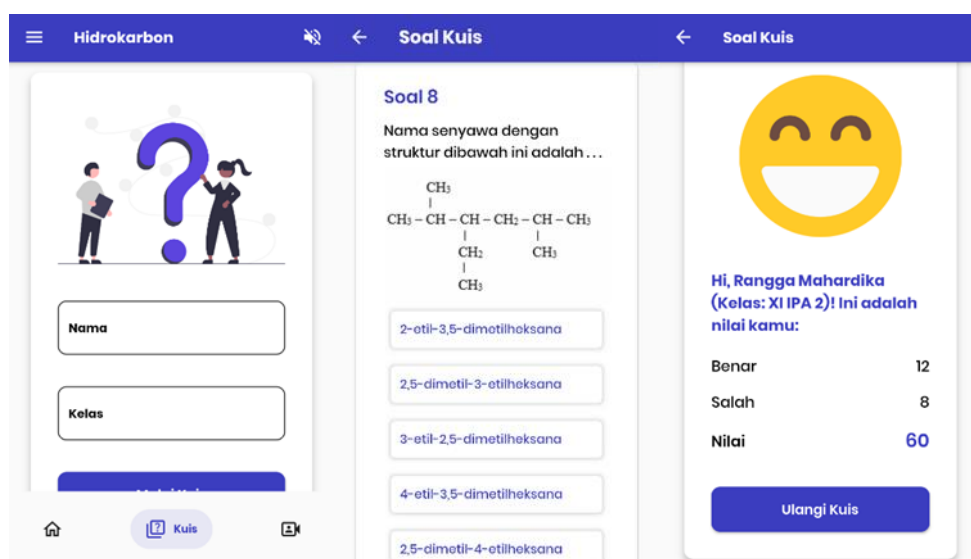 Hidrokarbon
Nama
Kelas
Kuis
Soal Kuis
Soal 8
Nama senyawa dengan
struktur dibawah ini adalah . . .
CH₃
CH₃ – CH – CH – CH₂ – CH – CH₃
CH₂ CH₃
CH₃
2-etil-3,5-dimetilheksana
2,5-dimetil-3-etilheksana
3-etil-2,5-dimetilheksana
4-etil-3,5-dimetilheksana
2,5-dimetil-4-etilheksana
Soal Kuis
Hi, Rangga Mahardika
(Kelas: XI IPA 2)! Ini adalah
nilai kamu:
Benar 12
Salah 8
Nilai 60
Ulangi Kuis